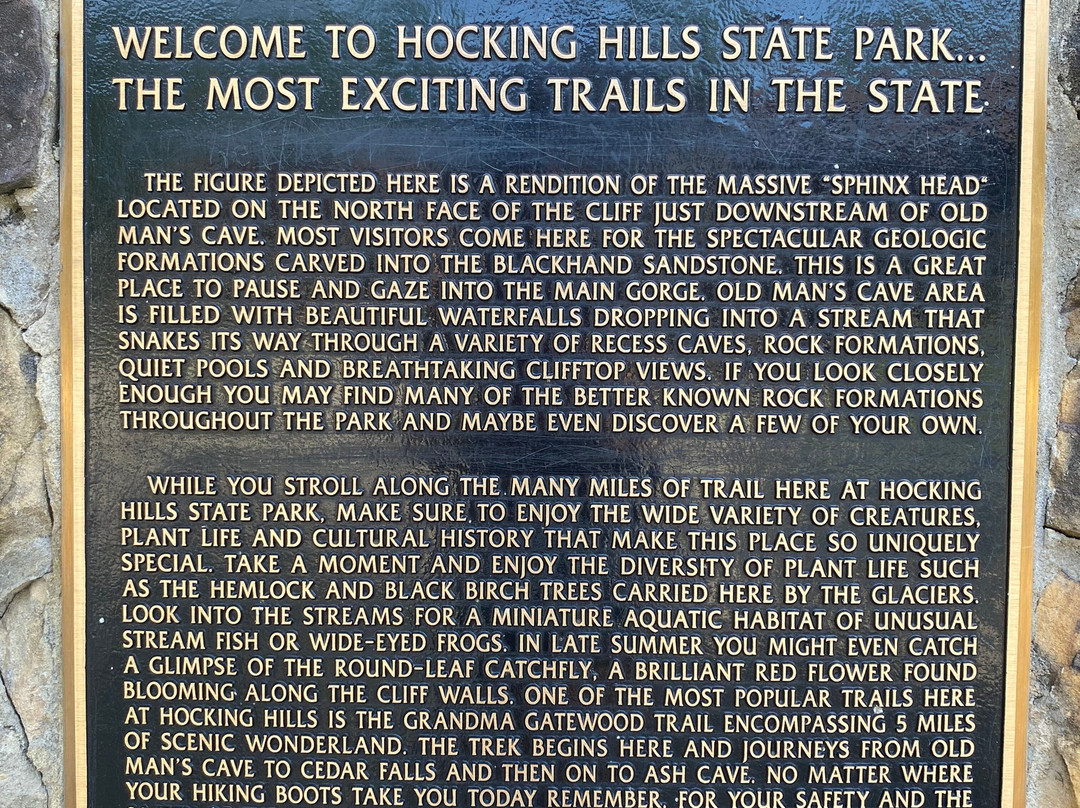 WELCOME TO HOCKING HILLS STATE PARK...
THE MOST EXCITING TRAILS IN THE STATE
THE FIGURE DEPICTED HERE IS A RENDITION OF THE MASSIVE "SPHINX HEAD"
LOCATED ON THE NORTH FACE OF THE CLIFF JUST DOWNSTREAM OF OLD
MAN'S CAVE. MOST VISITORS COME HERE FOR THE SPECTACULAR GEOLOGIC
FORMATIONS CARVED INTO THE BLACKHAND SANDSTONE. THIS IS A GREAT
PLACE TO PAUSE AND GAZE INTO THE MAIN GORGE. OLD MAN'S CAVE AREA
IS FILLED WITH BEAUTIFUL WATERFALLS DROPPING INTO A STREAM THAT
SNAKES ITS WAY THROUGH A VARIETY OF RECESS CAVES, ROCK FORMATIONS,
QUIET POOLS AND BREATHTAKING CLIFFTOP VIEWS. IF YOU LOOK CLOSELY
ENOUGH YOU MAY FIND MANY OF THE BETTER KNOWN ROCK FORMATIONS
THROUGHOUT THE PARK AND MAYBE EVEN DISCOVER A FEW OF YOUR OWN.
WHILE YOU STROLL ALONG THE MANY MILES OF TRAIL HERE AT HOCKING
HILLS STATE PARK, MAKE SURE TO ENJOY THE WIDE VARIETY OF CREATURES,
PLANT LIFE AND CULTURAL HISTORY THAT MAKE THIS PLACE SO UNIQUELY
SPECIAL. TAKE A MOMENT AND ENJOY THE DIVERSITY OF PLANT LIFE SUCH
AS THE HEMLOCK AND BLACK BIRCH TREES CARRIED HERE BY THE GLACIERS.
LOOK INTO THE STREAMS FOR A MINIATURE AQUATIC HABITAT OF UNUSUAL
STREAM FISH OR WIDE-EYED FROGS. IN LATE SUMMER YOU MIGHT EVEN CATCH
A GLIMPSE OF THE ROUND-LEAF CATCHFLY, A BRILLIANT RED FLOWER FOUND
BLOOMING ALONG THE CLIFF WALLS. ONE OF THE MOST POPULAR TRAILS HERE
AT HOCKING HILLS IS THE GRANDMA GATEWOOD TRAIL ENCOMPASSING 5 MILES
OF SCENIC WONDERLAND. THE TREK BEGINS HERE AND JOURNEYS FROM OLD
MAN'S CAVE TO CEDAR FALLS AND THEN ON TO ASH CAVE. NO MATTER WHERE
YOUR HIKING BOOTS TAKE YOU TODAY REMEMBER, FOR YOUR SAFETY AND THE